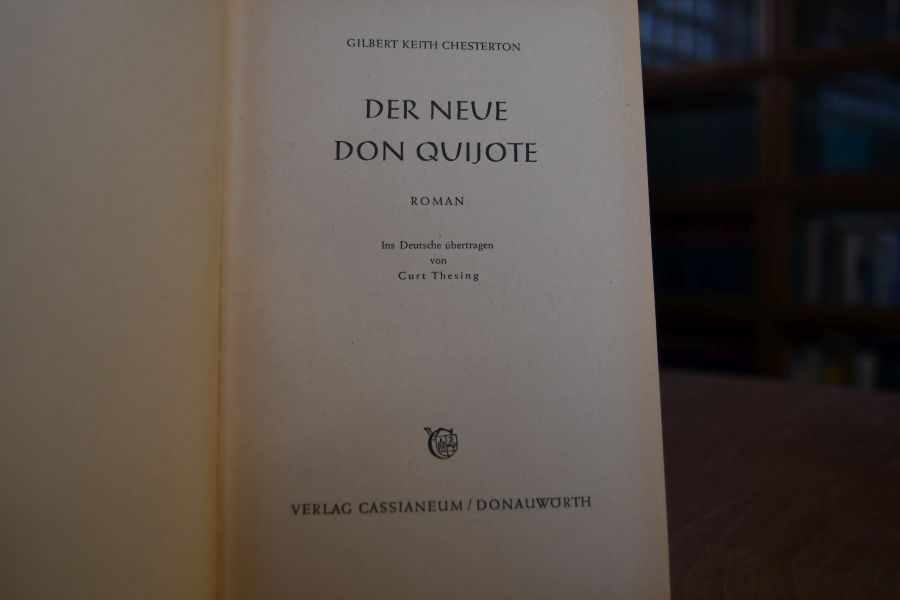 GILBERT KEITH CHESTERTON
DER NEUE
DON QUIJOTE
ROMAN
Ins Deutsche übertragen
von
Curt Thesing
VERLAG CASSIANEUM / DONAUWÖRTH